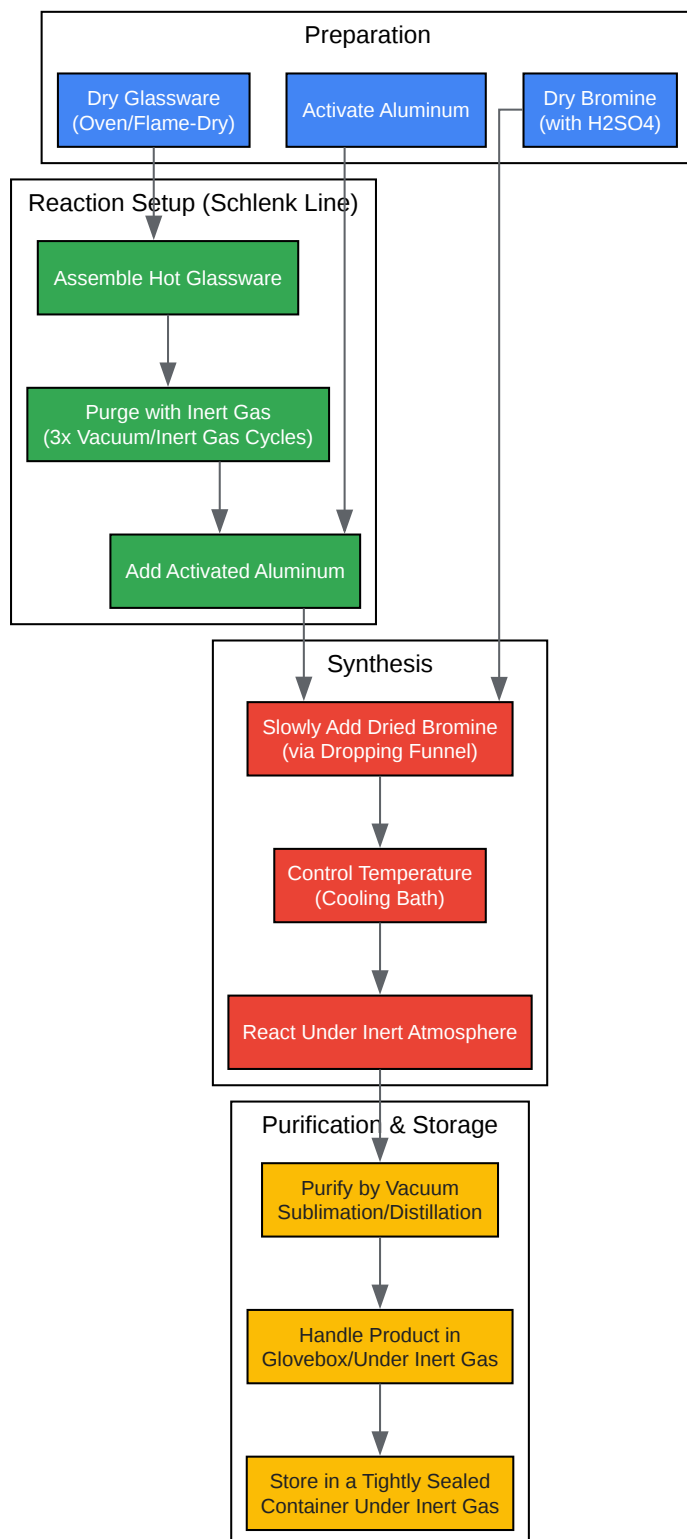 Preparation
Dry Glassware
(Oven/Flame-Dry)
Activate Aluminum
Dry Bromine
(with H2SO4)
Reaction Setup (Schlenk Line)
Assemble Hot Glassware
Purge with Inert Gas
(3x Vacuum/Inert Gas Cycles)
Add Activated Aluminum
Synthesis
Slowly Add Dried Bromine
(via Dropping Funnel)
Control Temperature
(Cooling Bath)
React Under Inert Atmosphere
Purification & Storage
Purify by Vacuum
Sublimation/Distillation
Handle Product in
Glovebox/Under Inert Gas
Store in a Tightly Sealed
Container Under Inert Gas